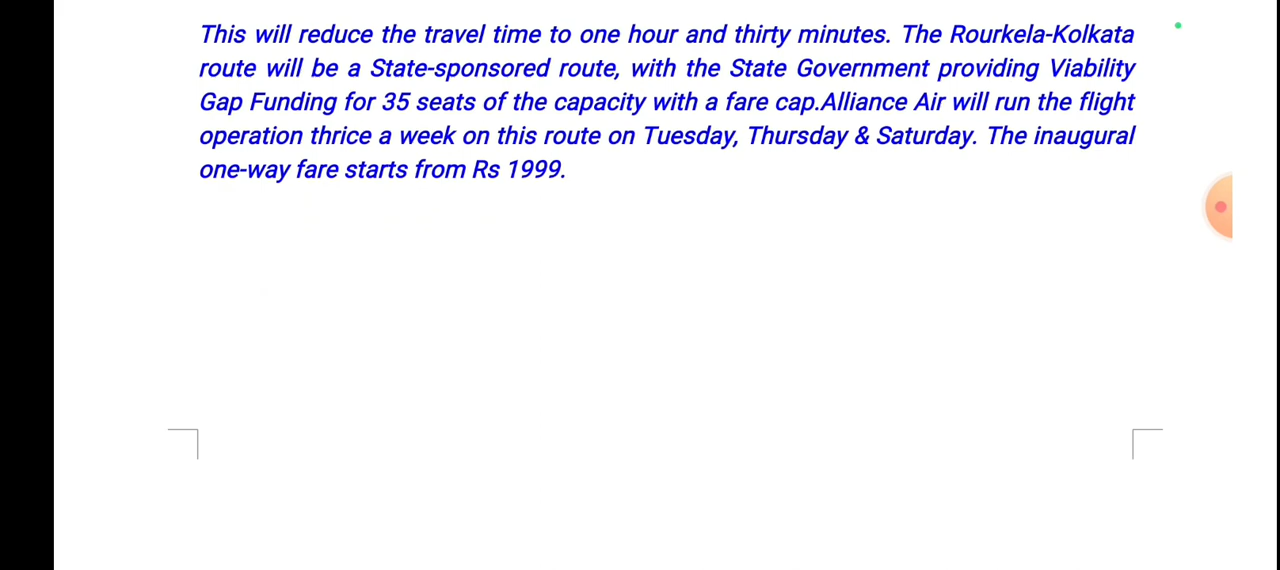 This will reduce the travel time to one hour and thirty minutes. The Rourkela-Kolkata
route will be a State-sponsored route, with the State Government providing Viability
Gap Funding for 35 seats of the capacity with a fare cap.Alliance Air will run the flight
operation thrice a week on this route on Tuesday, Thursday & Saturday. The inaugural
one-way fare starts from Rs 1999.